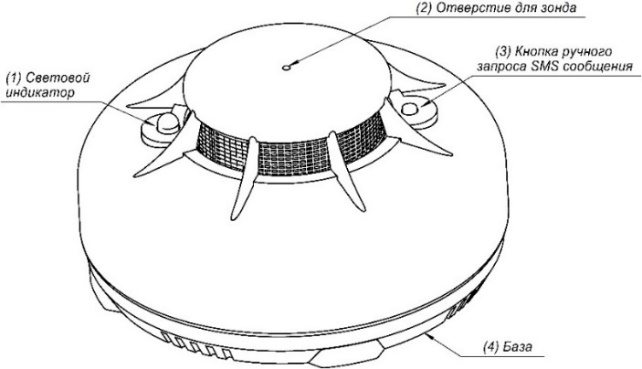 (2) Отверстие для зонда
(3) Кнопка ручного
запроса SMS сообщения
(1) Световой
индикатор
(4) База